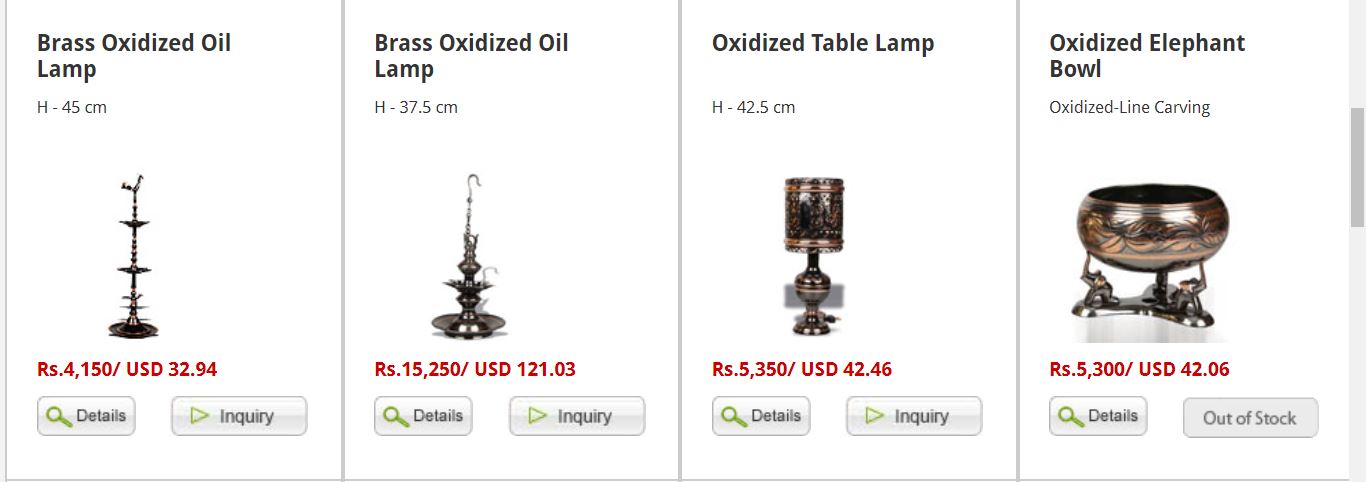 Brass Oxidized Oil
Lamp
H - 45 cm
Rs.4,150/ USD 32.94
Details
Inquiry
Brass Oxidized Oil
Lamp
H - 37.5 cm
Rs.15,250/ USD 121.03
Details
Inquiry
Oxidized Table Lamp
H - 42.5 cm
Rs.5,350/ USD 42.46
Details
Inquiry
Oxidized Elephant
Bowl
Oxidized-Line Carving
Rs.5,300/ USD 42.06
Details
Out of Stock